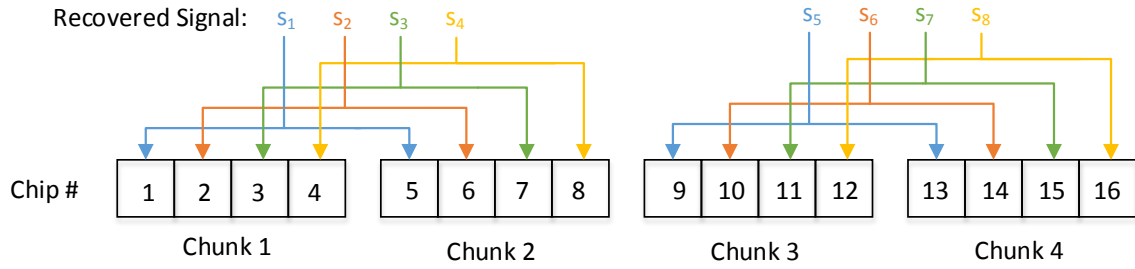 Recovered Signal: s₁ s₂ s₃ s₄ s₅ s₆ s₇ s₈
Chip # 1 2 3 4 5 6 7 8 9 10 11 12 13 14 15 16
Chunk 1 Chunk 2 Chunk 3 Chunk 4